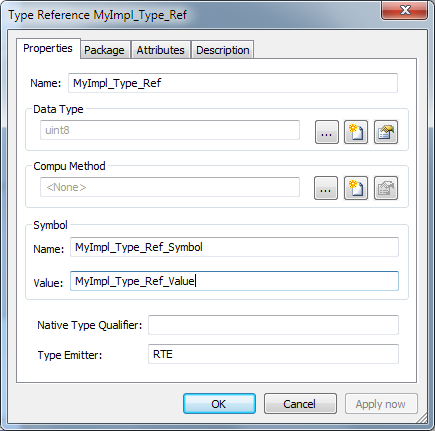 Type Reference MyImpl_Type_Ref
Properties Package Attributes Description
Name: MyImpl_Type_Ref
Data Type
uint8 ...
Compu Method
<None> ...
Symbol
Name: MyImpl_Type_Ref_Symbol
Value: MyImpl_Type_Ref_Value
Native Type Qualifier:
Type Emitter: RTE
OK Cancel Apply now